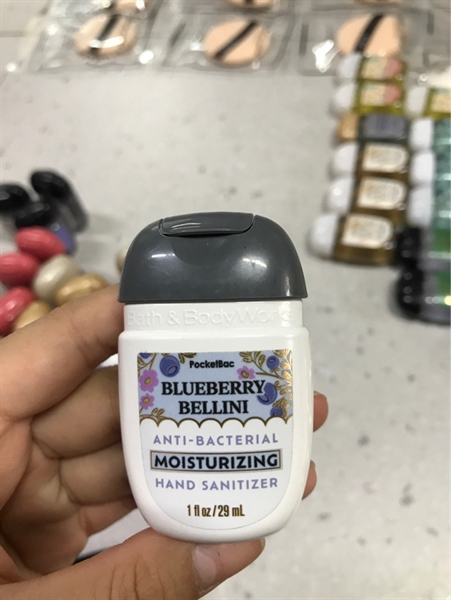 Bath & Body Works
PocketBac
BLUEBERRY
BELLINI
ANTI-BACTERIAL
MOISTURIZING
HAND SANITIZER
1 fl oz / 29 mL